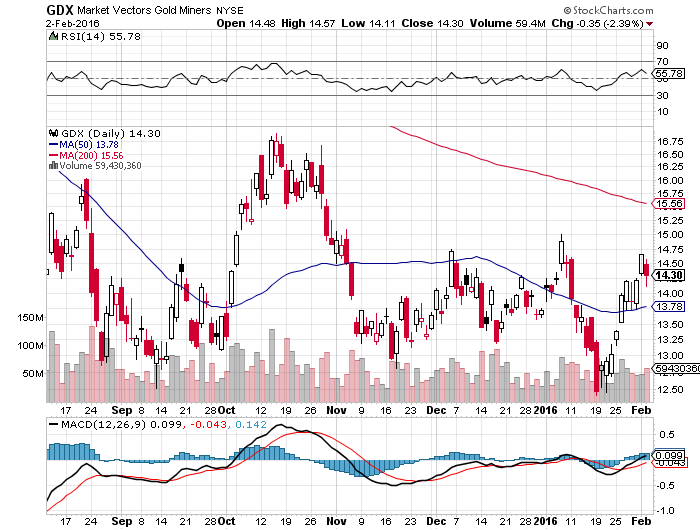 GDX Market Vectors Gold Miners NYSE © StockCharts.com
2-Feb-2016 Open 14.48 High 14.57 Low 14.11 Close 14.30 Volume 59.4M Chg -0.35 (-2.39%)
RSI(14) 55.78
90
70
55.78
30
10
GDX (Daily) 14.30
MA(50) 13.78
MA(200) 15.56
Volume 59,430,360
16.75
16.50
16.25
16.00
15.75
15.56
15.25
15.00
14.75
14.50
14.30
14.00
13.78
13.50
13.25
13.00
12.75
59430360
12.50
150M
100M
50M
17 24 Sep 8 14 21 28 Oct 12 19 26 Nov 9 16 23 Dec 7 14 21 28 2016 11 19 25 Feb
MACD(12,26,9) 0.099, -0.043, 0.142
0.5
0.099
-0.043
-0.5
-1.0
17 24 Sep 8 14 21 28 Oct 12 19 26 Nov 9 16 23 Dec 7 14 21 28 2016 11 19 25 Feb